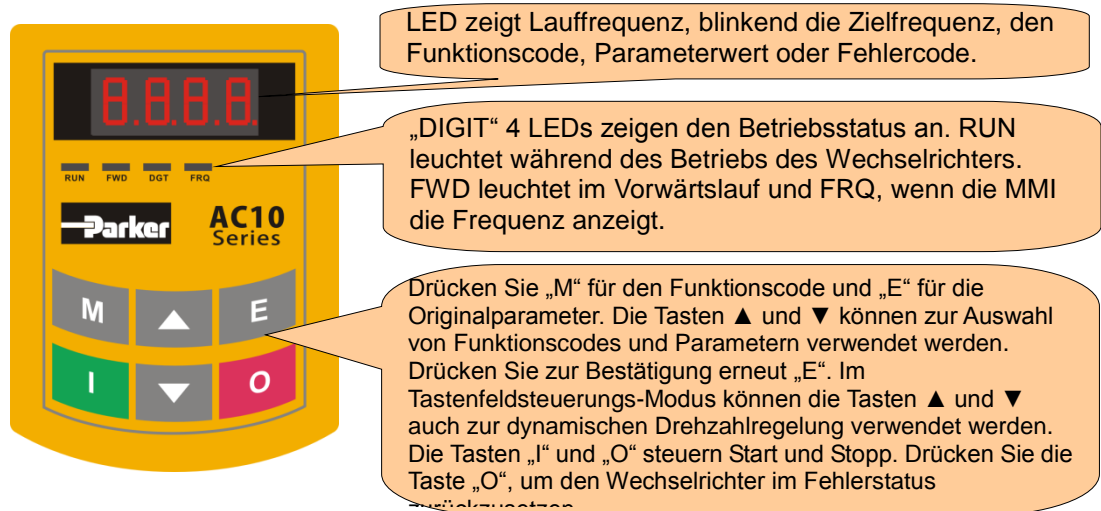 LED zeigt Lauffrequenz, blinkend die Zielfrequenz, den
Funktionscode, Parameterwert oder Fehlercode.
8.8.8.8.
„DIGIT“ 4 LEDs zeigen den Betriebsstatus an. RUN
leuchtet während des Betriebs des Wechselrichters.
FWD leuchtet im Vorwärtslauf und FRQ, wenn die MMI
die Frequenz anzeigt.
RUN FWD DGT FRQ
Parker AC10
Series
Drücken Sie „M“ für den Funktionscode und „E“ für die
Originalparameter. Die Tasten ▲ und ▼ können zur Auswahl
von Funktionscodes und Parametern verwendet werden.
Drücken Sie zur Bestätigung erneut „E“. Im
Tastenfeldsteuerungs-Modus können die Tasten ▲ und ▼
auch zur dynamischen Drehzahlregelung verwendet werden.
Die Tasten „I“ und „O“ steuern Start und Stopp. Drücken Sie die
Taste „O“, um den Wechselrichter im Fehlerstatus
zurückzusetzen
M ▲ E
I ▼ O